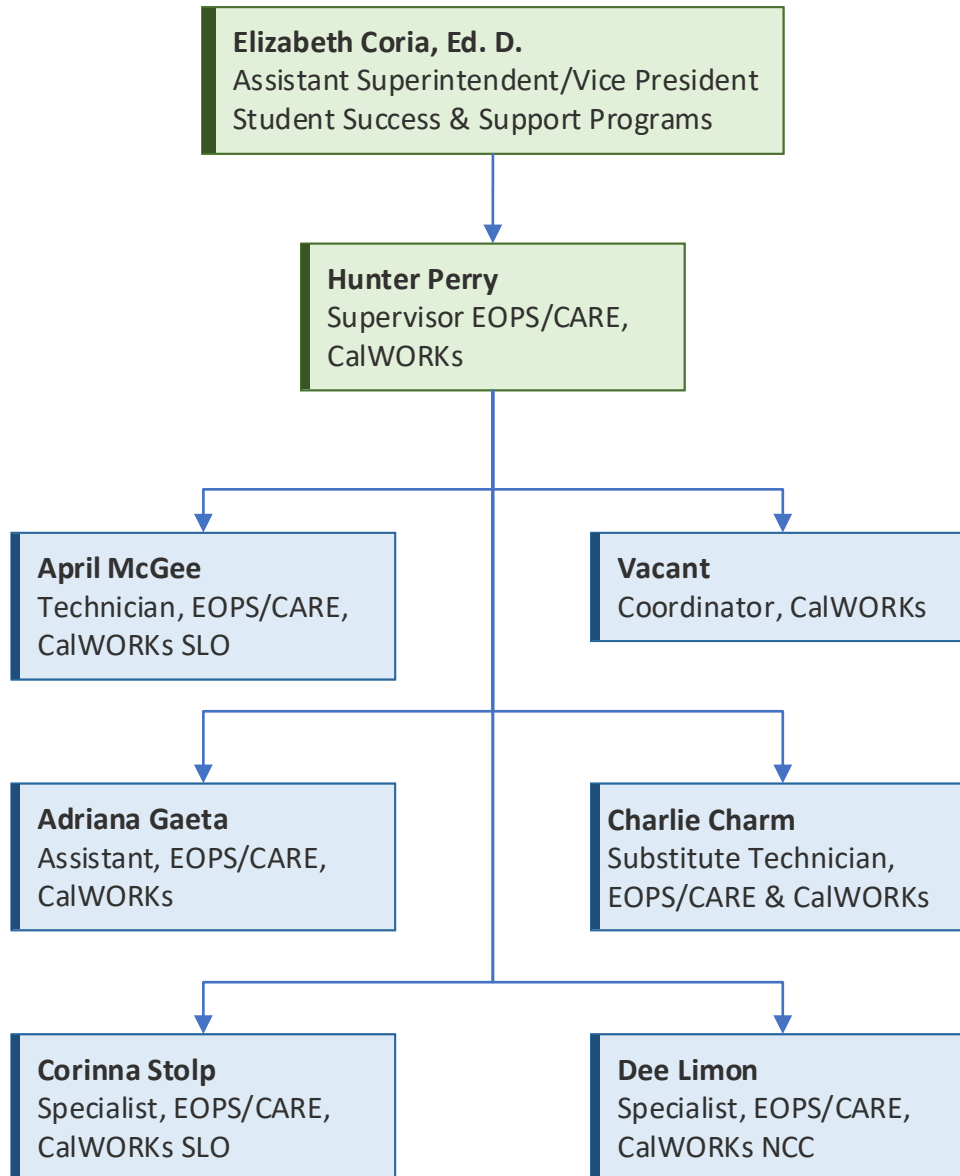 Elizabeth Coria, Ed. D.
Assistant Superintendent/Vice President
Student Success & Support Programs
Hunter Perry
Supervisor EOPS/CARE,
CalWORKs
April McGee
Technician, EOPS/CARE,
CalWORKs SLO
Vacant
Coordinator, CalWORKs
Adriana Gaeta
Assistant, EOPS/CARE,
CalWORKs
Charlie Charm
Substitute Technician,
EOPS/CARE & CalWORKs
Corinna Stolp
Specialist, EOPS/CARE,
CalWORKs SLO
Dee Limon
Specialist, EOPS/CARE,
CalWORKs NCC